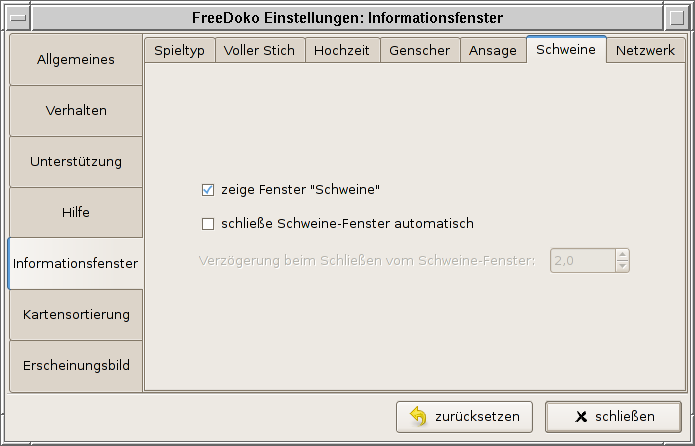 FreeDoko Einstellungen: Informationsfenster
Allgemeines
Verhalten
Unterstützung
Hilfe
Informationsfenster
Kartensortierung
Erscheinungsbild
Spieltyp Voller Stich Hochzeit Genscher Ansage Schweine Netzwerk
zeige Fenster "Schweine"
schließe Schweine-Fenster automatisch
Verzögerung beim Schließen vom Schweine-Fenster: 2,0
zurücksetzen schließen